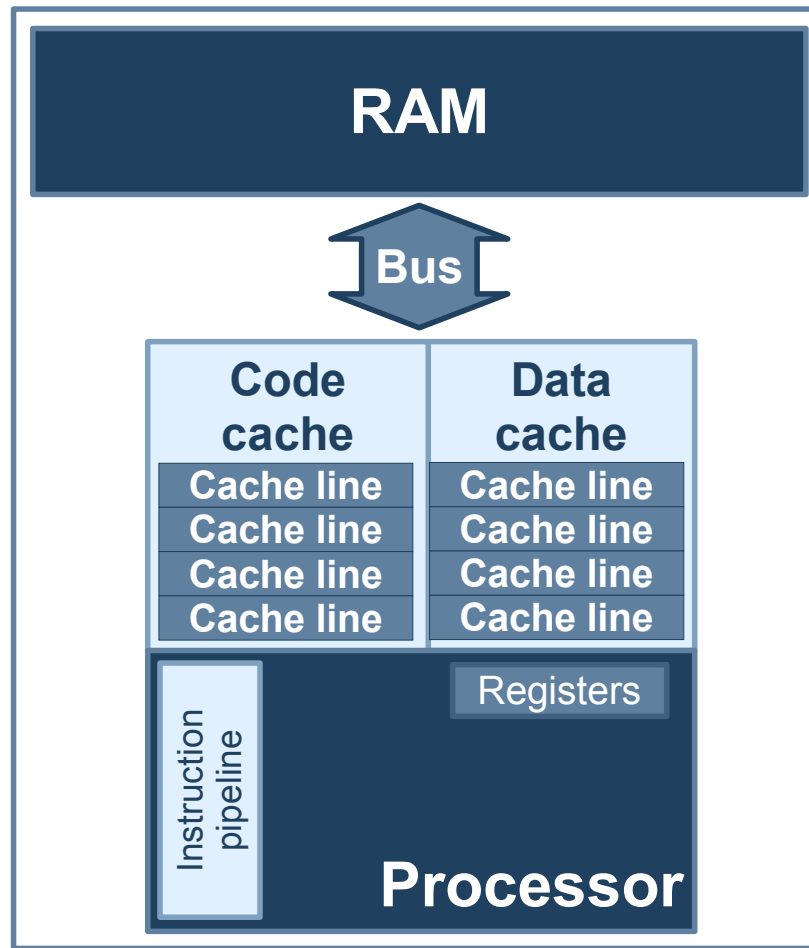 RAM
Bus
Code
cache
Cache line
Cache line
Cache line
Cache line
Data
cache
Cache line
Cache line
Cache line
Cache line
Instruction
pipeline
Registers
Processor